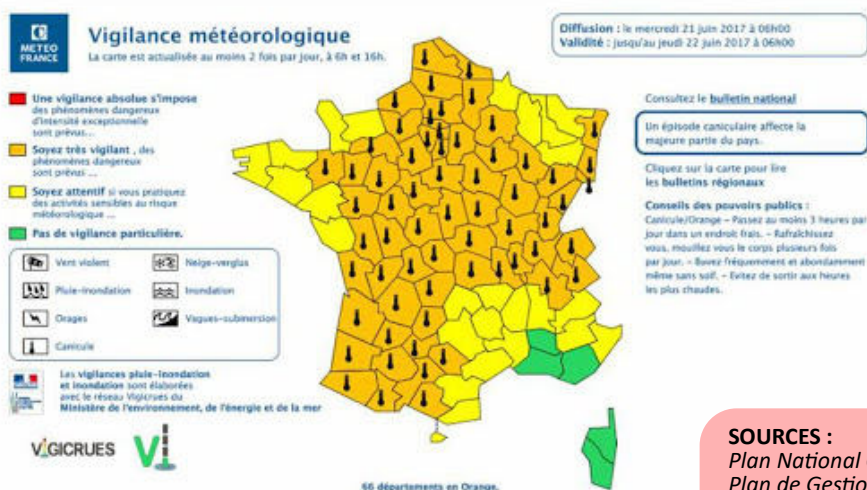 METEO
FRANCE
Vigilance météorologique
La carte est actualisée au moins 2 fois par jour, à 6h et 16h.
Diffusion : le mercredi 21 juin 2017 à 06h00
Validité : jusqu'au jeudi 22 juin 2017 à 06h00
Une vigilance absolue s'impose
des phénomènes dangereux
d'intensité exceptionnelle
sont prévus...
Soyez très vigilant , des
phénomènes dangereux
sont prévus ...
Soyez attentif si vous pratiquez
des activités sensibles au risque
météorologique ...
Pas de vigilance particulière.
Vent violent
Neige-verglas
Pluie-inondation
Inondation
Orages
Vagues-submersion
Canicule
Les vigilances pluie-inondation
et inondation sont élaborées
avec le réseau Vigicrues du
Ministère de l'environnement, de l'énergie et de la mer
VIGICRUES
Consultez le bulletin national
Un épisode caniculaire affecte la
majeure partie du pays.
Cliquez sur la carte pour lire
les bulletins régionaux
Conseils des pouvoirs publics :
Canicule/Orange – Passez au moins 3 heures par
jour dans un endroit frais. – Rafraîchissez
vous, mouillez vous le corps plusieurs fois
par jour. – Buvez fréquemment et abondamment
même sans soif. – Evitez de sortir aux heures
les plus chaudes.
66 départements en Orange.
SOURCES :
Plan National
Plan de Gestio